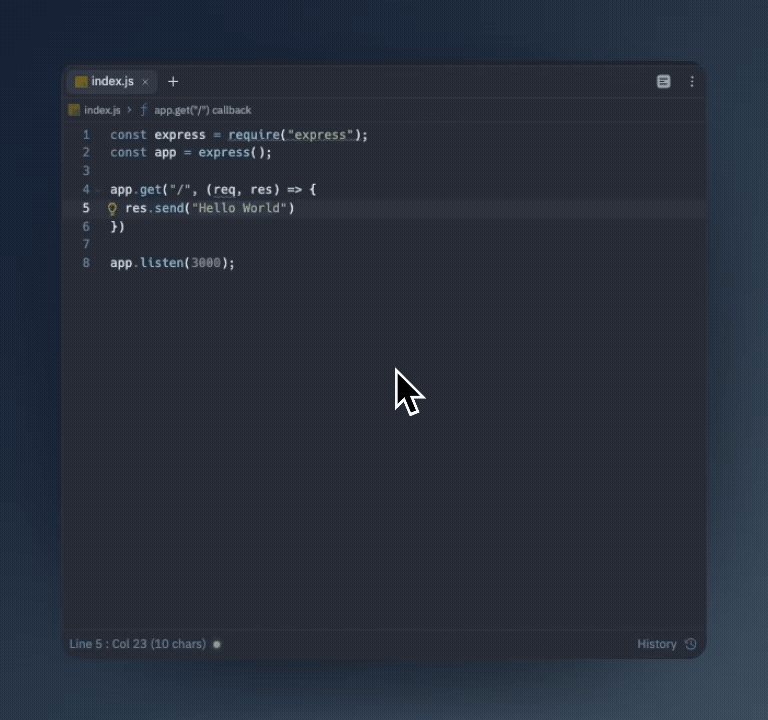 index.js × +
index.js > f app.get("/") callback
1 const express = require("express");
2 const app = express();
3
4 app.get("/", (req, res) => {
5 res.send("Hello World")
6 })
7
8 app.listen(3000);
Line 5 : Col 23 (10 chars)
History